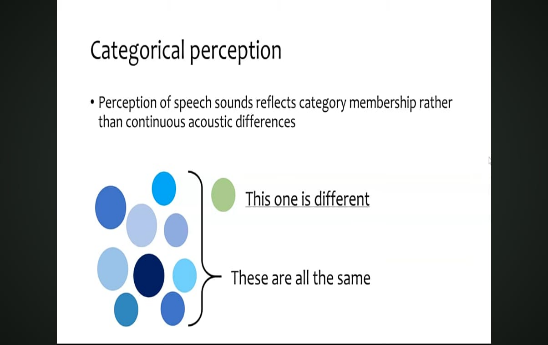 Categorical perception
• Perception of speech sounds reflects category membership rather
than continuous acoustic differences
This one is different
These are all the same